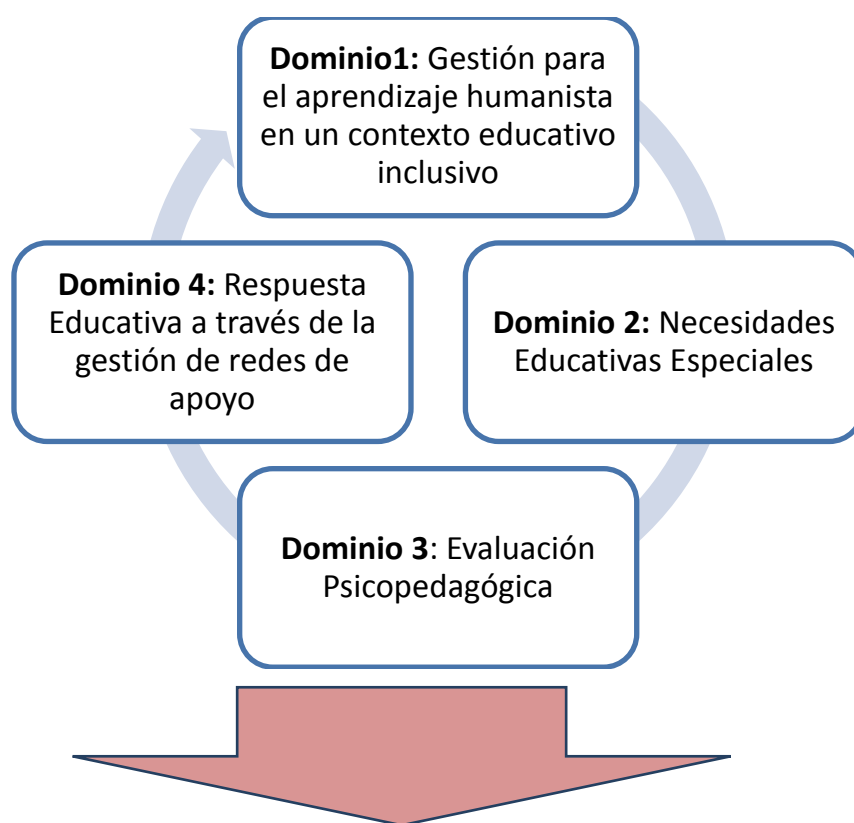 Dominio1: Gestión para
el aprendizaje humanista
en un contexto educativo
inclusivo
Dominio 4: Respuesta
Educativa a través de la
gestión de redes de
apoyo
Dominio 2: Necesidades
Educativas Especiales
Dominio 3: Evaluación
Psicopedagógica